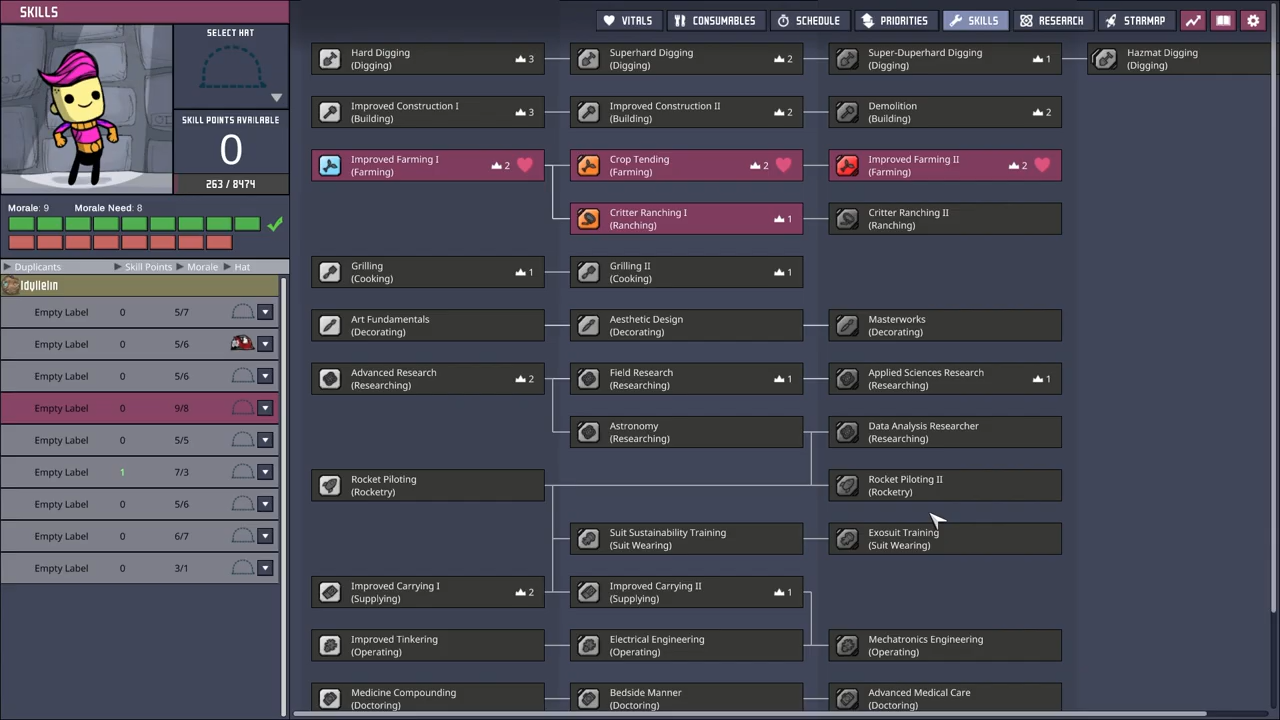 SKILLS
VITALS
CONSUMABLES
SCHEDULE
PRIORITIES
SKILLS
RESEARCH
STARMAP
SELECT HAT
SKILL POINTS AVAILABLE
0
263 / 8474
Morale: 9
Morale Need: 8
Duplicants
Skill Points
Morale
Hat
Idyllelin
Empty Label 0 5/7
Empty Label 0 5/6
Empty Label 0 5/6
Empty Label 0 9/8
Empty Label 0 5/5
Empty Label 1 7/3
Empty Label 0 5/6
Empty Label 0 6/7
Empty Label 0 3/1
Hard Digging
(Digging)
3
Superhard Digging
(Digging)
2
Super-Duperhard Digging
(Digging)
1
Hazmat Digging
(Digging)
Improved Construction I
(Building)
3
Improved Construction II
(Building)
2
Demolition
(Building)
2
Improved Farming I
(Farming)
2
Crop Tending
(Farming)
2
Improved Farming II
(Farming)
2
Critter Ranching I
(Ranching)
1
Critter Ranching II
(Ranching)
Grilling
(Cooking)
1
Grilling II
(Cooking)
1
Art Fundamentals
(Decorating)
Aesthetic Design
(Decorating)
Masterworks
(Decorating)
Advanced Research
(Researching)
2
Field Research
(Researching)
1
Applied Sciences Research
(Researching)
1
Astronomy
(Researching)
Data Analysis Researcher
(Researching)
Rocket Piloting
(Rocketry)
Rocket Piloting II
(Rocketry)
Suit Sustainability Training
(Suit Wearing)
Exosuit Training
(Suit Wearing)
Improved Carrying I
(Supplying)
2
Improved Carrying II
(Supplying)
1
Improved Tinkering
(Operating)
Electrical Engineering
(Operating)
Mechatronics Engineering
(Operating)
Medicine Compounding
(Doctoring)
Bedside Manner
(Doctoring)
Advanced Medical Care
(Doctoring)